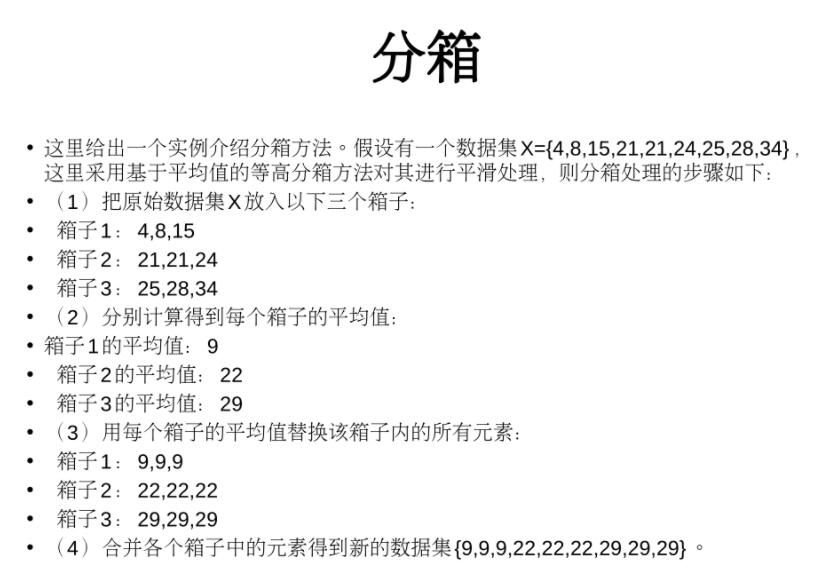 分箱
• 这里给出一个实例介绍分箱方法。假设有一个数据集X={4,8,15,21,21,24,25,28,34}，
这里采用基于平均值的等高分箱方法对其进行平滑处理，则分箱处理的步骤如下：
• （1）把原始数据集X放入以下三个箱子：
• 箱子1：4,8,15
• 箱子2：21,21,24
• 箱子3：25,28,34
• （2）分别计算得到每个箱子的平均值：
• 箱子1的平均值：9
• 箱子2的平均值：22
• 箱子3的平均值：29
• （3）用每个箱子的平均值替换该箱子内的所有元素：
• 箱子1：9,9,9
• 箱子2：22,22,22
• 箱子3：29,29,29
• （4）合并各个箱子中的元素得到新的数据集{9,9,9,22,22,22,29,29,29}。